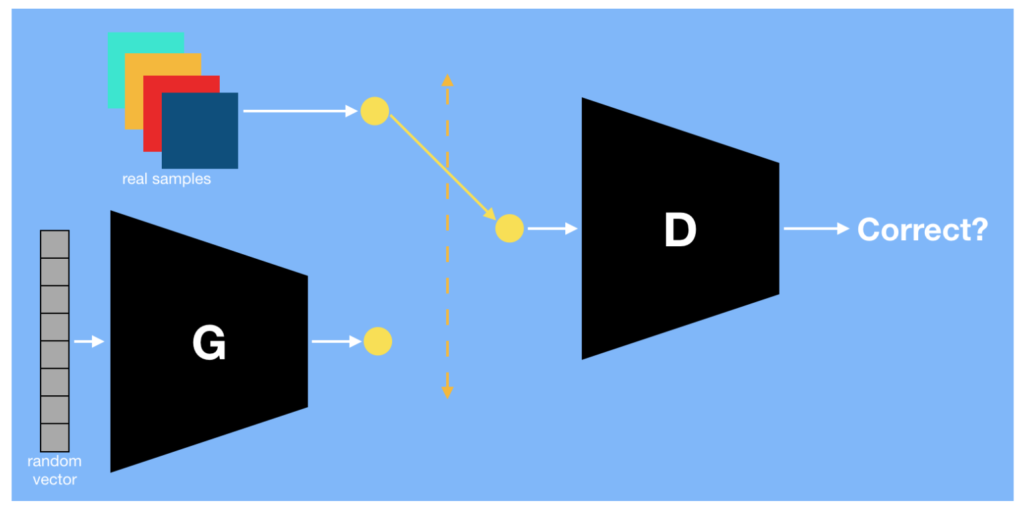 real samples
G
random
vector
D
Correct?